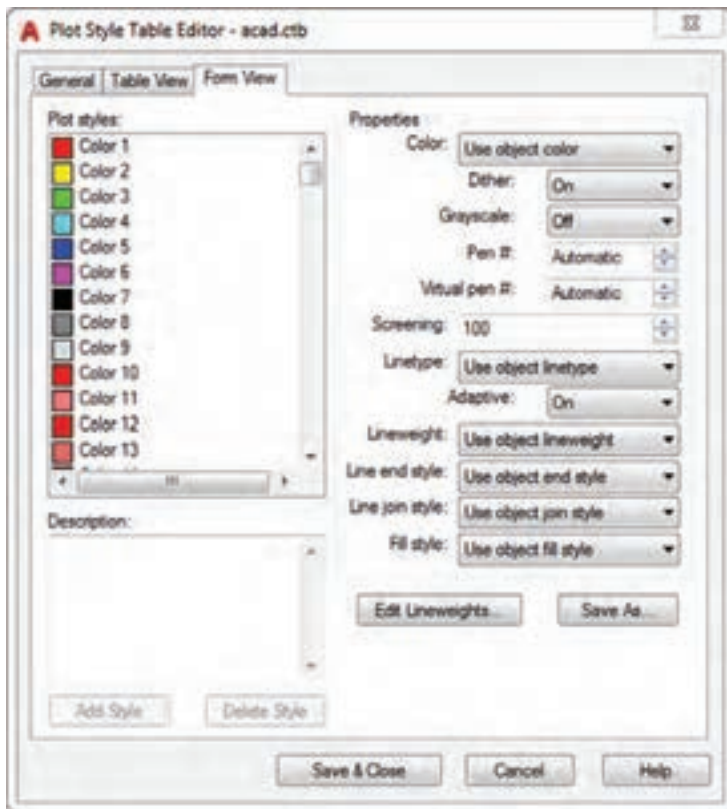 Plot Style Table Editor - acad.ctb
General
Table View
Form View
Plot styles:
Color 1
Color 2
Color 3
Color 4
Color 5
Color 6
Color 7
Color 8
Color 9
Color 10
Color 11
Color 12
Color 13
Description:
Add Style
Delete Style
Properties
Color: Use object color
Dither: On
Grayscale: Off
Pen #: Automatic
Virtual pen #: Automatic
Screening: 100
Linetype: Use object linetype
Adaptive: On
Lineweight: Use object lineweight
Line end style: Use object end style
Line join style: Use object join style
Fill style: Use object fill style
Edit Lineweights...
Save As...
Save & Close
Cancel
Help